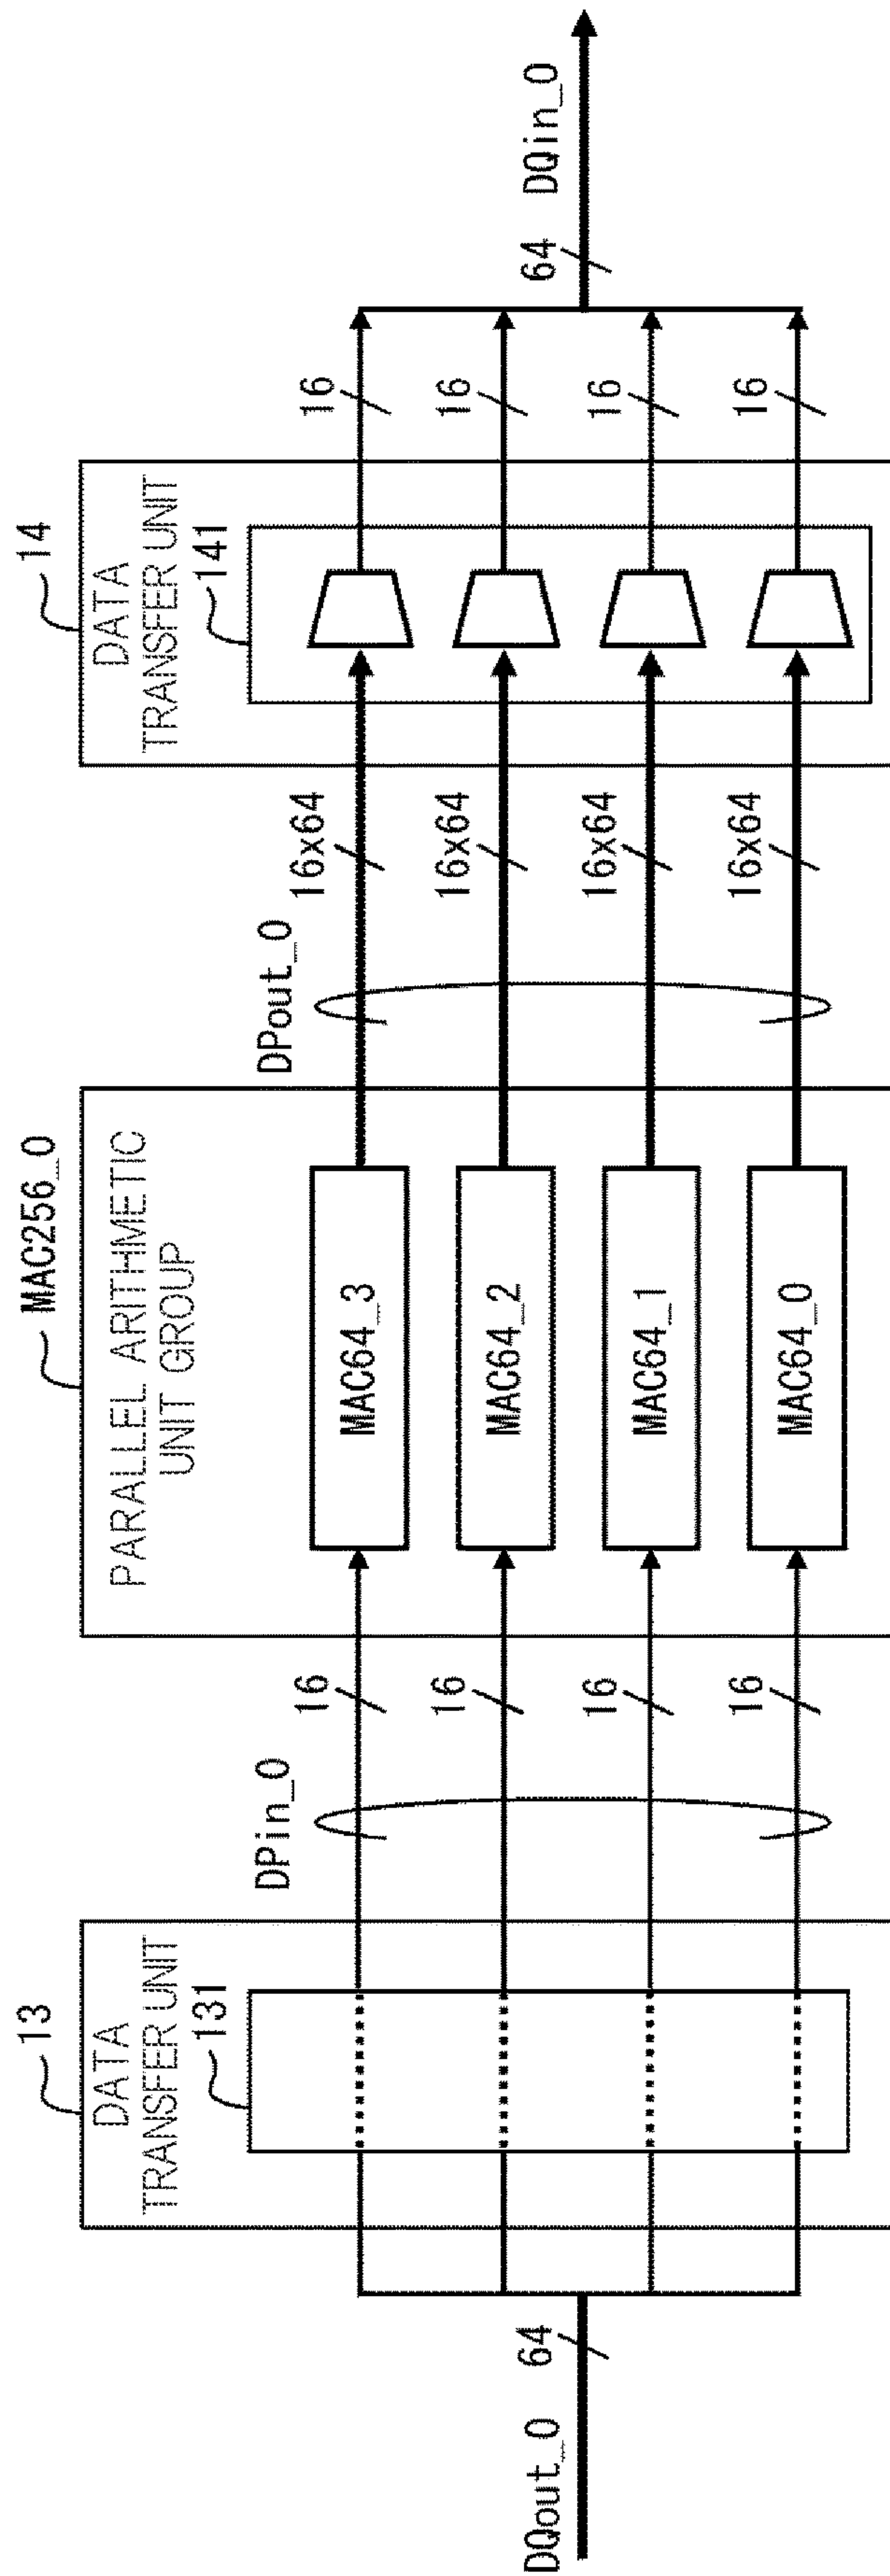 DQout_0
64
13
DATA
TRANSFER UNIT
131
DPin_0
16
16
16
16
MAC256_0
PARALLEL ARITHMETIC
UNIT GROUP
MAC64_3
MAC64_2
MAC64_1
MAC64_0
DPout_0
16x64
16x64
16x64
16x64
14
DATA
TRANSFER UNIT
141
16
16
16
16
64
DQin_0